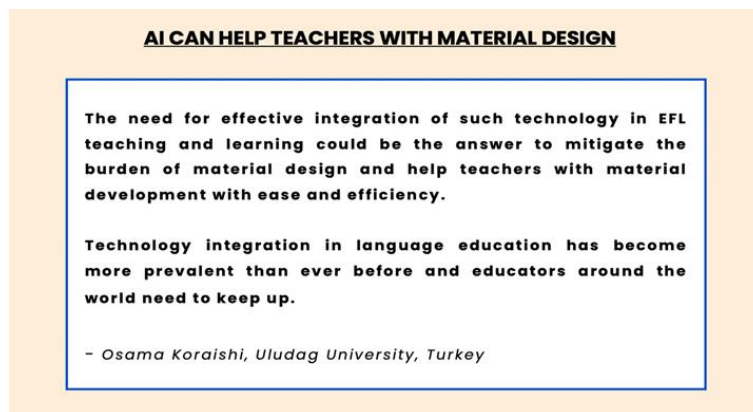 AI CAN HELP TEACHERS WITH MATERIAL DESIGN
The need for effective integration of such technology in EFL
teaching and learning could be the answer to mitigate the
burden of material design and help teachers with material
development with ease and efficiency.
Technology integration in language education has become
more prevalent than ever before and educators around the
world need to keep up.
- Osama Koraishi, Uludag University, Turkey